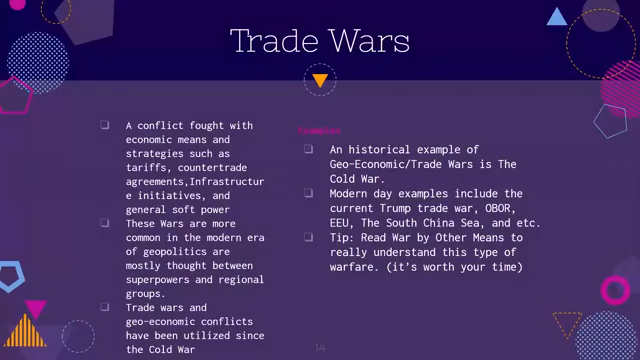 Trade Wars
A conflict fought with
economic means and
strategies such as
tariffs, countertrade
agreements,Infrastructur
e initiatives, and
general soft power
These Wars are more
common in the modern era
of geopolitics are
mostly thought between
superpowers and regional
groups.
Trade wars and
geo-economic conflicts
have been utilized since
the Cold War
Examples
An historical example of
Geo-Economic/Trade Wars is The
Cold War.
Modern day examples include the
current Trump trade war, OBOR,
EEU, The South China Sea, and etc.
Tip: Read War by Other Means to
really understand this type of
warfare. (it's worth your time)
14